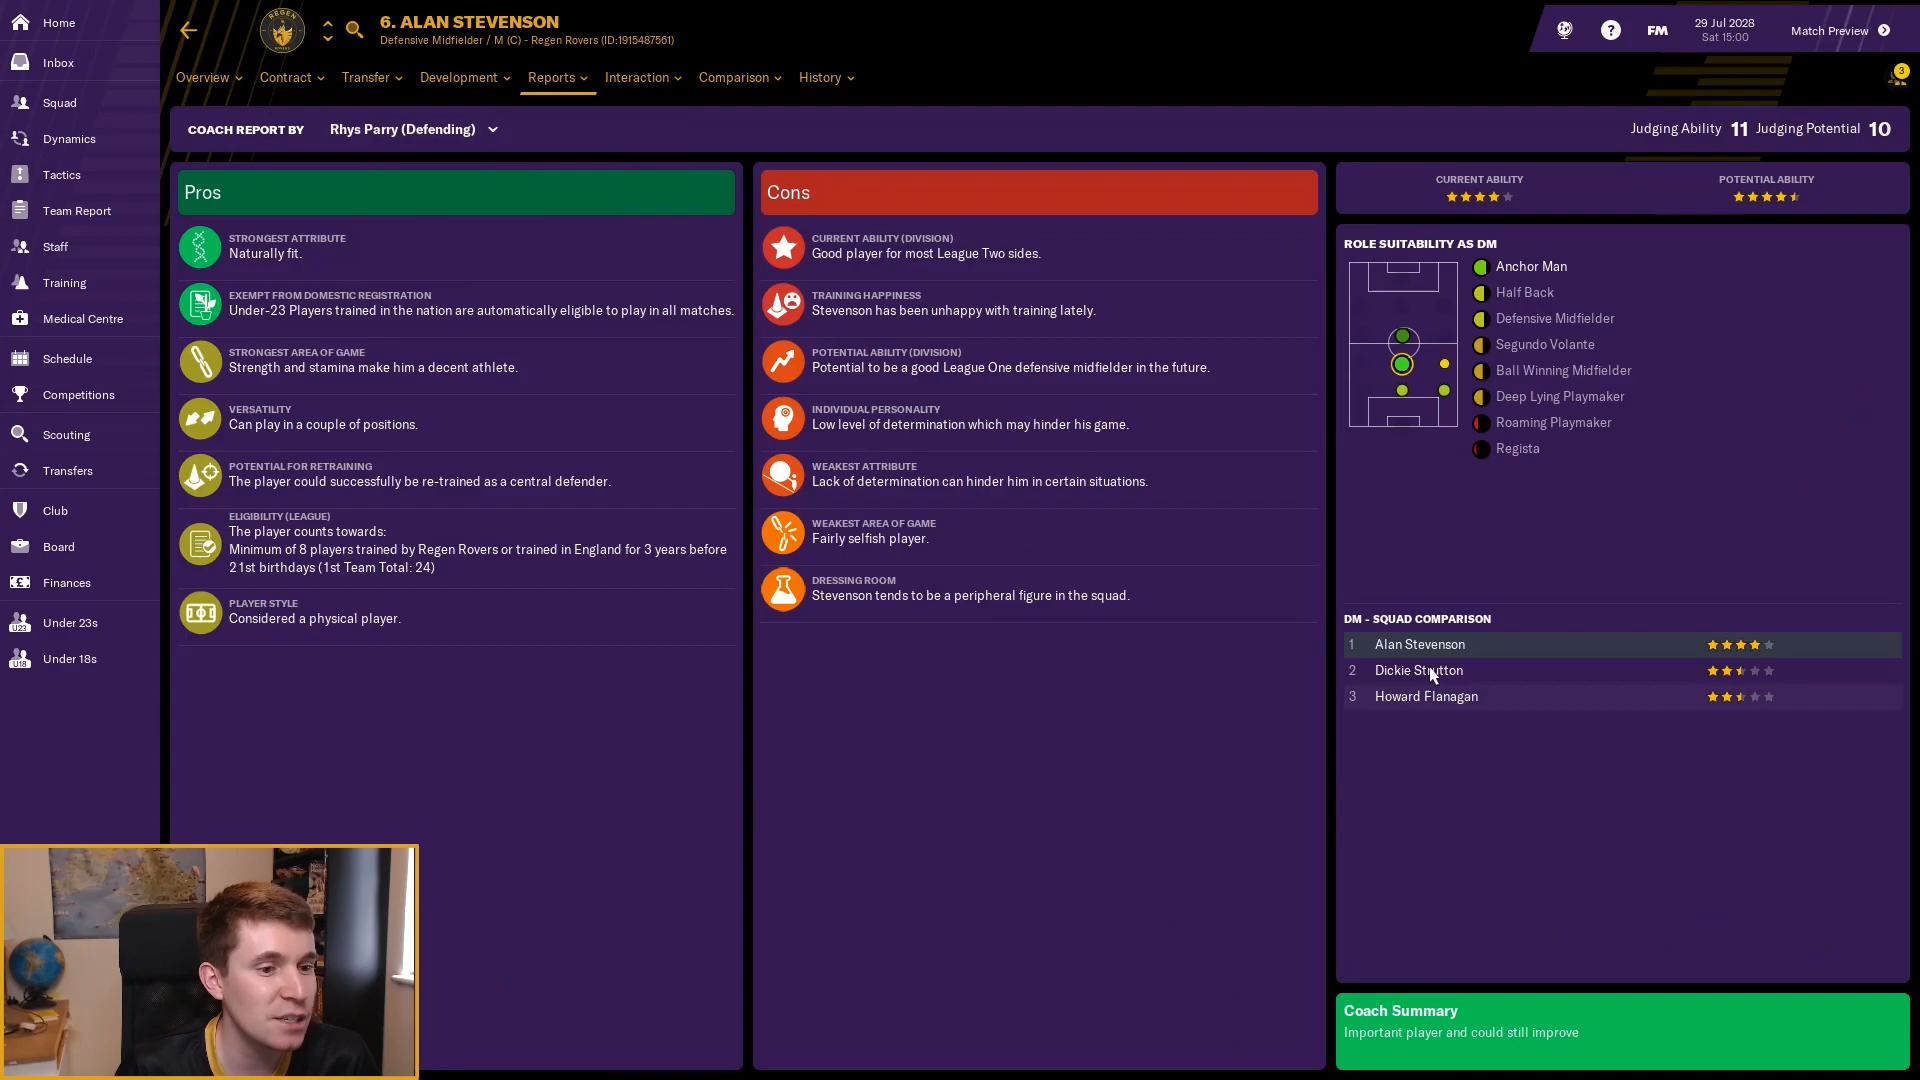 Home
Inbox
Squad
Dynamics
Tactics
Team Report
Staff
Training
Medical Centre
Schedule
Competitions
Scouting
Transfers
Club
Board
Finances
U23
Under 23s
U18
Under 18s
REGEN
6. ALAN STEVENSON
Defensive Midfielder / M (C) - Regen Rovers (ID:1915487561)
?
FM
29 Jul 2028
Sat 15:00
Match Preview
3
Overview
Contract
Transfer
Development
Reports
Interaction
Comparison
History
COACH REPORT BY
Rhys Parry (Defending)
Judging Ability 11 Judging Potential 10
Pros
STRONGEST ATTRIBUTE
Naturally fit.
EXEMPT FROM DOMESTIC REGISTRATION
Under-23 Players trained in the nation are automatically eligible to play in all matches.
STRONGEST AREA OF GAME
Strength and stamina make him a decent athlete.
VERSATILITY
Can play in a couple of positions.
POTENTIAL FOR RETRAINING
The player could successfully be re-trained as a central defender.
ELIGIBILITY (LEAGUE)
The player counts towards:
Minimum of 8 players trained by Regen Rovers or trained in England for 3 years before
21st birthdays (1st Team Total: 24)
PLAYER STYLE
Considered a physical player.
Cons
CURRENT ABILITY (DIVISION)
Good player for most League Two sides.
TRAINING HAPPINESS
Stevenson has been unhappy with training lately.
POTENTIAL ABILITY (DIVISION)
Potential to be a good League One defensive midfielder in the future.
INDIVIDUAL PERSONALITY
Low level of determination which may hinder his game.
WEAKEST ATTRIBUTE
Lack of determination can hinder him in certain situations.
WEAKEST AREA OF GAME
Fairly selfish player.
DRESSING ROOM
Stevenson tends to be a peripheral figure in the squad.
CURRENT ABILITY
POTENTIAL ABILITY
ROLE SUITABILITY AS DM
Anchor Man
Half Back
Defensive Midfielder
Segundo Volante
Ball Winning Midfielder
Deep Lying Playmaker
Roaming Playmaker
Regista
DM - SQUAD COMPARISON
1 Alan Stevenson
2 Dickie Strutton
3 Howard Flanagan
Coach Summary
Important player and could still improve